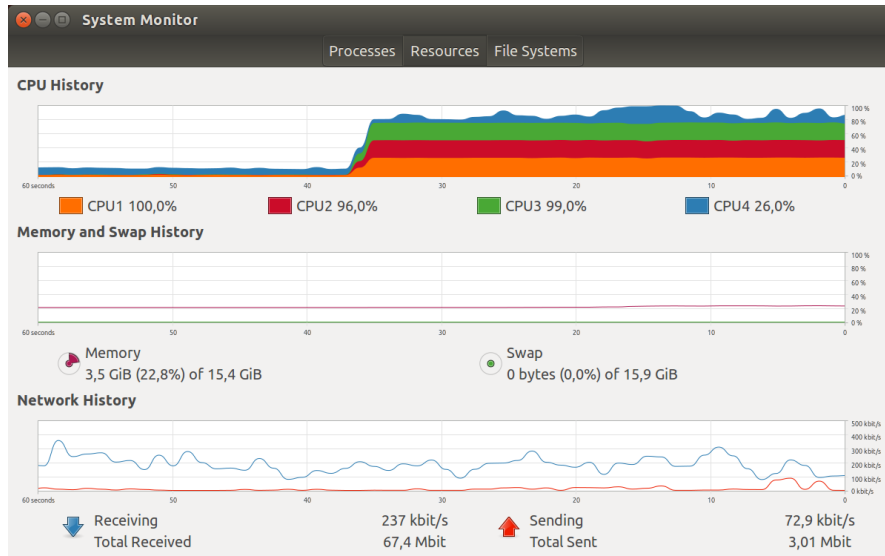 System Monitor
Processes Resources File Systems
CPU History
100 %
80 %
60 %
40 %
20 %
0 %
60 seconds 50 40 30 20 10 0
CPU1 100,0% CPU2 96,0% CPU3 99,0% CPU4 26,0%
Memory and Swap History
100 %
80 %
60 %
40 %
20 %
0 %
60 seconds 50 40 30 20 10 0
Memory Swap
3,5 GiB (22,8%) of 15,4 GiB 0 bytes (0,0%) of 15,9 GiB
Network History
500 kbit/s
400 kbit/s
300 kbit/s
200 kbit/s
100 kbit/s
0 kbit/s
60 seconds 50 40 30 20 10 0
Receiving 237 kbit/s Sending 72,9 kbit/s
Total Received 67,4 Mbit Total Sent 3,01 Mbit